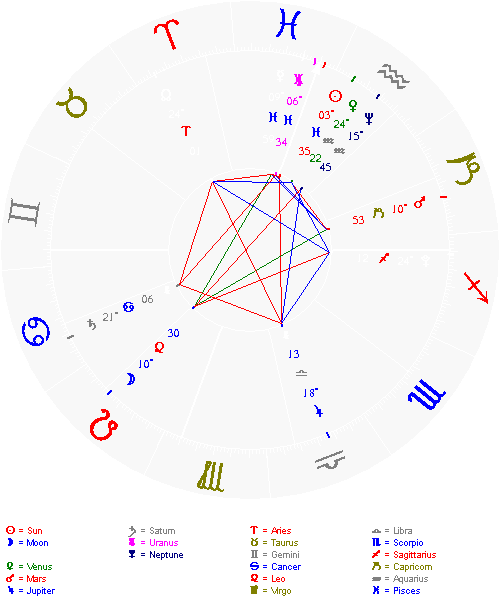 06°
03°
24°
15°
34
35
22
45
53
10°
21°
06
30
10°
13
18°
= Sun = Saturn = Aries = Libra
= Moon = Uranus = Taurus = Scorpio
= Neptune = Gemini = Sagittarius
= Venus = Cancer = Capricorn
= Mars = Leo = Aquarius
= Jupiter = Virgo = Pisces